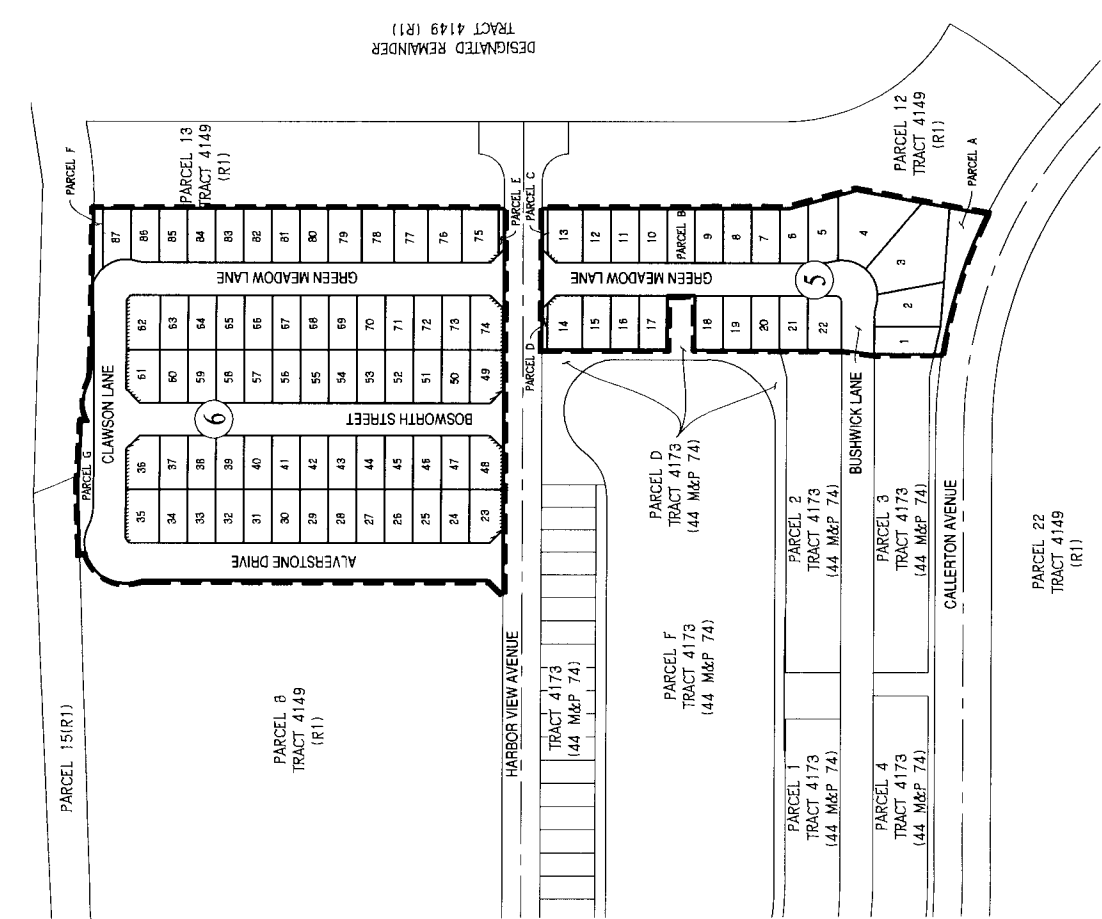 DESIGNATED REMAINDER
TRACT 4149 (R1)
PARCEL F
PARCEL 13
TRACT 4149
(R1)
PARCEL E
PARCEL C
PARCEL 12
TRACT 4149
(R1)
PARCEL A
87
86
85
84
83
82
81
80
79
78
77
76
75
13
12
11
10
PARCEL B
9
8
7
6
5
4
3
2
1
GREEN MEADOW LANE
GREEN MEADOW LANE
5
62
63
64
65
66
67
68
69
70
71
72
73
74
14
15
16
17
18
19
20
21
22
61
60
59
58
57
56
55
54
53
52
51
50
49
PARCEL D
CLAWSON LANE
6
BOSWORTH STREET
BUSHWICK LANE
PARCEL G
36
37
38
39
40
41
42
43
44
45
46
47
48
35
34
33
32
31
30
29
28
27
26
25
24
23
ALVERSTONE DRIVE
PARCEL D
TRACT 4173
(44 M&P 74)
PARCEL 2
TRACT 4173
(44 M&P 74)
PARCEL 3
TRACT 4173
(44 M&P 74)
CALLERTON AVENUE
PARCEL 22
TRACT 4149
(R1)
HARBOR VIEW AVENUE
TRACT 4173
(44 M&P 74)
PARCEL F
TRACT 4173
(44 M&P 74)
PARCEL 15(R1)
PARCEL 8
TRACT 4149
(R1)
PARCEL 1
TRACT 4173
(44 M&P 74)
PARCEL 4
TRACT 4173
(44 M&P 74)